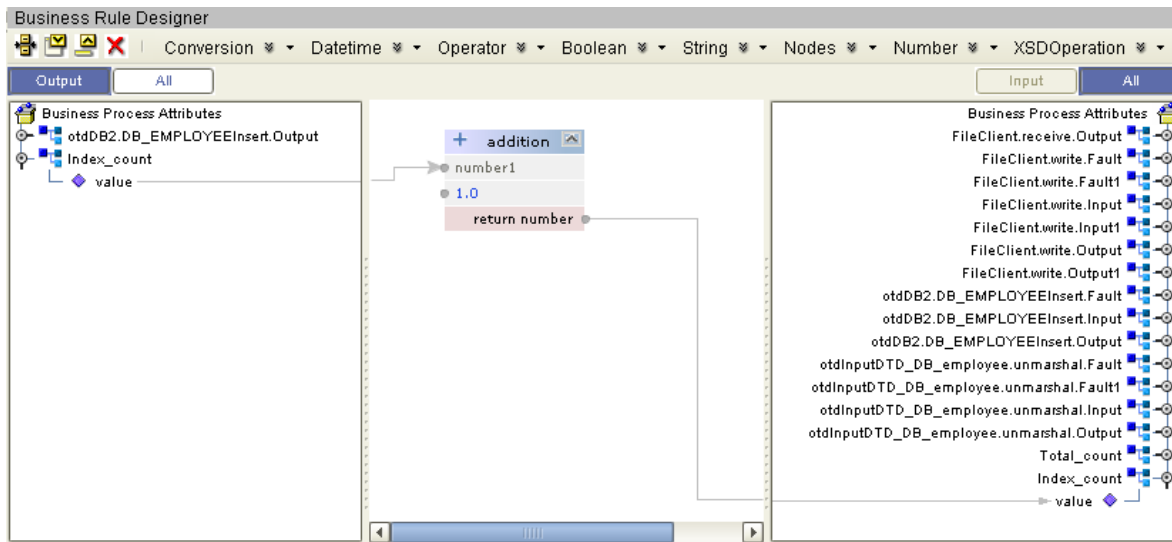 Business Rule Designer
Conversion Datetime Operator Boolean String Nodes Number XSDOperation
Output All Input All
Business Process Attributes
otdDB2.DB_EMPLOYEEInsert.Output
Index_count
value
addition
number1
1.0
return number
Business Process Attributes
FileClient.receive.Output
FileClient.write.Fault
FileClient.write.Fault1
FileClient.write.Input
FileClient.write.Input1
FileClient.write.Output
FileClient.write.Output1
otdDB2.DB_EMPLOYEEInsert.Fault
otdDB2.DB_EMPLOYEEInsert.Input
otdDB2.DB_EMPLOYEEInsert.Output
otdInputDTD_DB_employee.unmarshal.Fault
otdInputDTD_DB_employee.unmarshal.Fault1
otdInputDTD_DB_employee.unmarshal.Input
otdInputDTD_DB_employee.unmarshal.Output
Total_count
Index_count
value